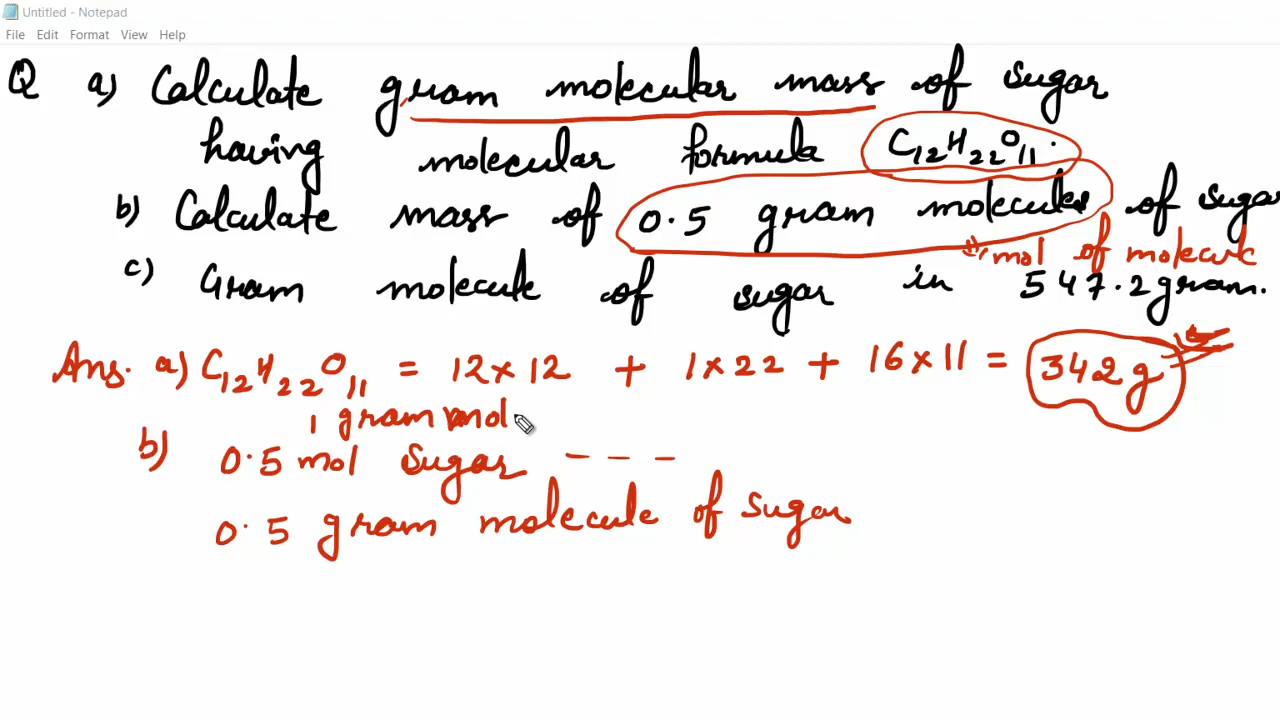 Untitled - Notepad
File Edit Format View Help
Q a) Calculate gram molecular mass of sugar
having molecular formula C₁₂H₂₂O₁₁.
b) Calculate mass of 0.5 gram molecules of sugar
mol of molecule
c) Gram molecule of sugar in 547.2 gram.
Ans. a) C₁₂H₂₂O₁₁ = 12×12 + 1×22 + 16×11 = 342 g
1 gram mol
b) 0.5 mol sugar - - -
0.5 gram molecule of sugar